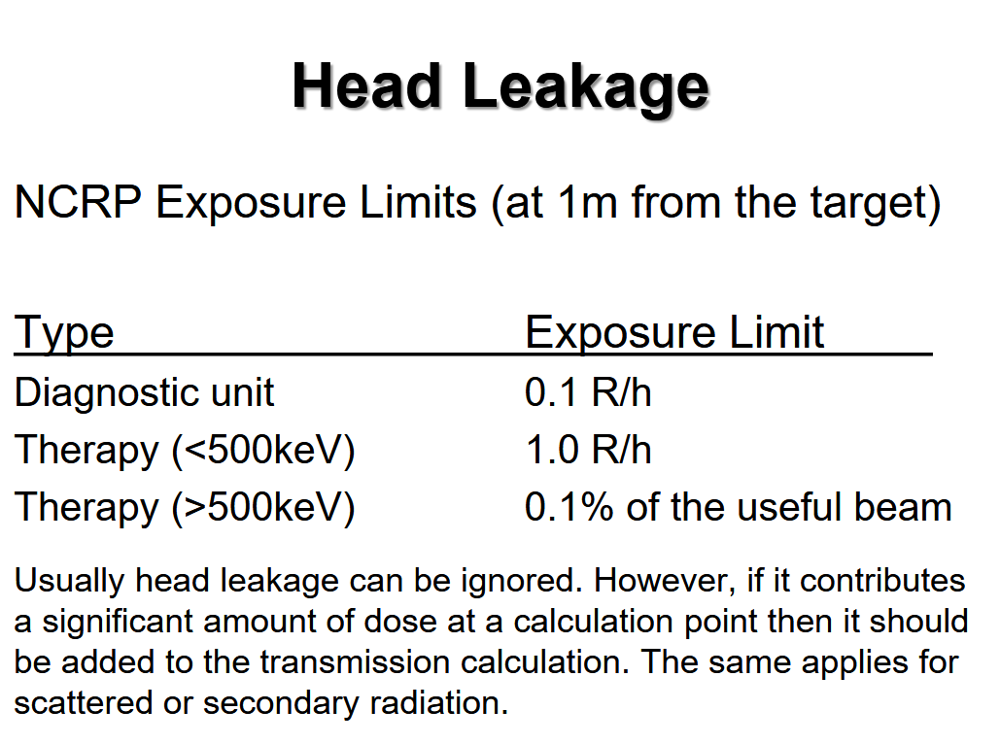 Head Leakage
NCRP Exposure Limits (at 1m from the target)
Type Exposure Limit
Diagnostic unit 0.1 R/h
Therapy (<500keV) 1.0 R/h
Therapy (>500keV) 0.1% of the useful beam
Usually head leakage can be ignored. However, if it contributes
a significant amount of dose at a calculation point then it should
be added to the transmission calculation. The same applies for
scattered or secondary radiation.